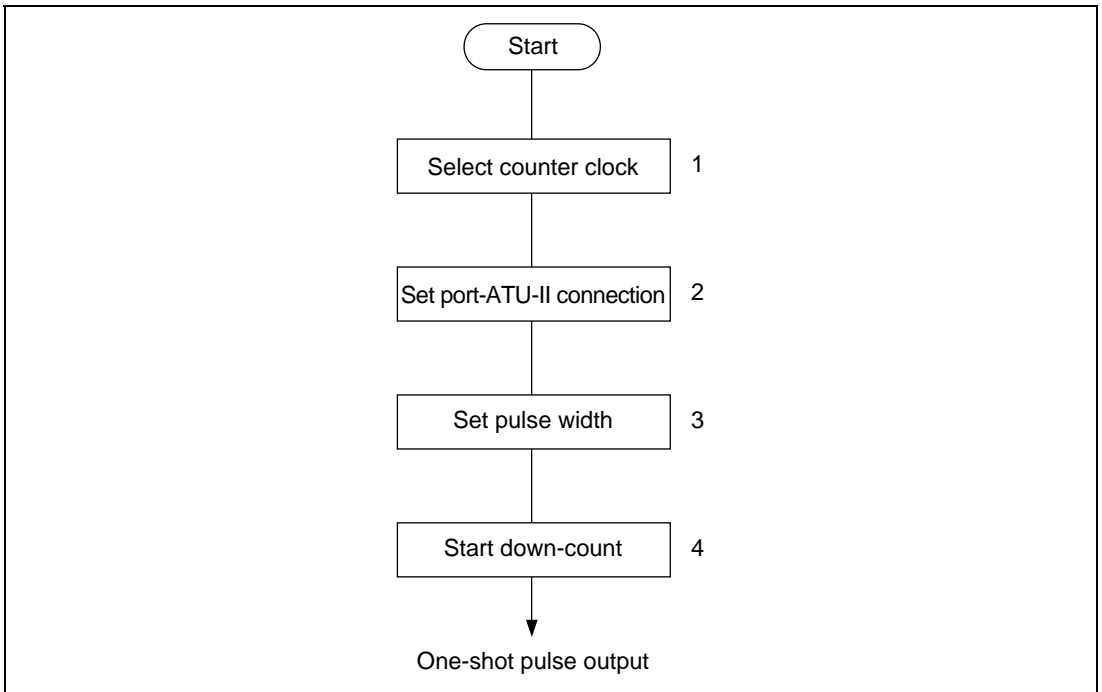 Start
Select counter clock 1
Set port-ATU-II connection 2
Set pulse width 3
Start down-count 4
One-shot pulse output